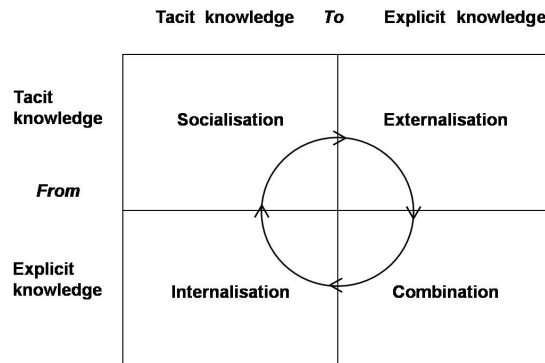 Tacit knowledge To Explicit knowledge
Tacit
knowledge
Socialisation Externalisation
From
Explicit
knowledge
Internalisation Combination